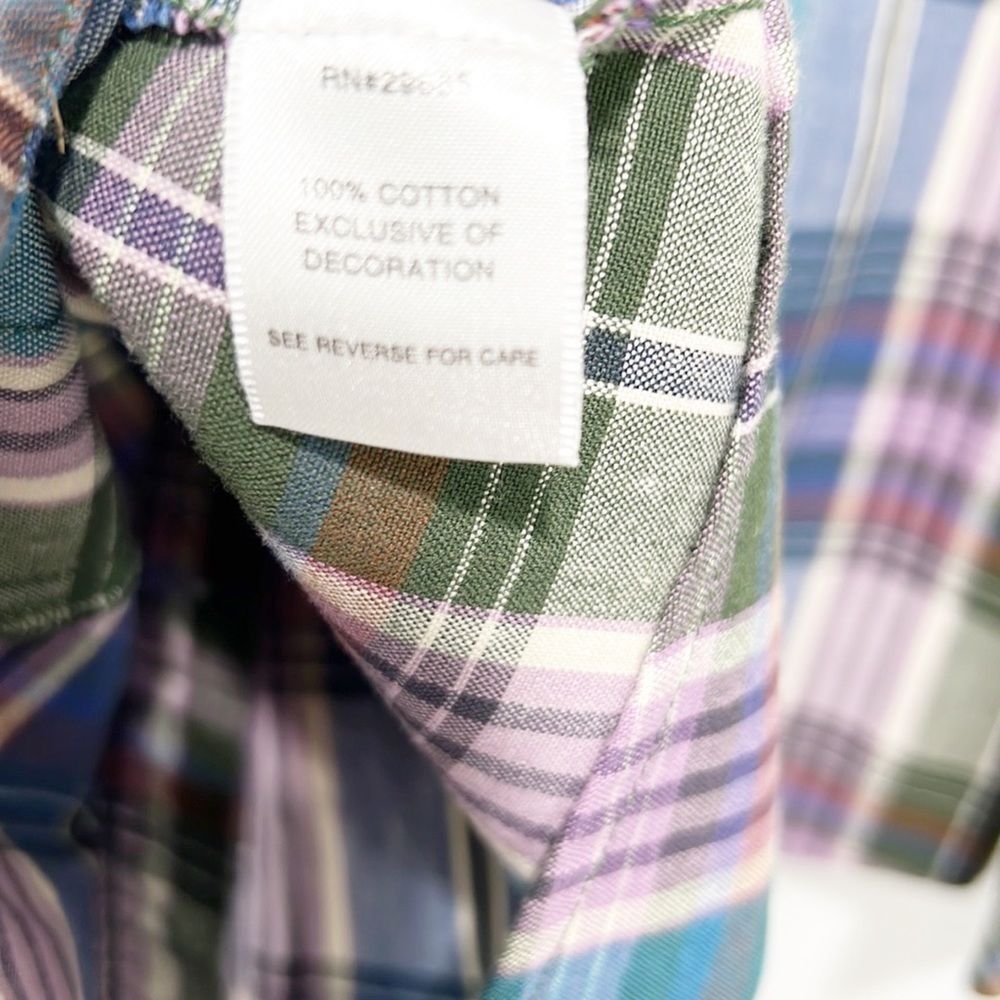 100% COTTON
EXCLUSIVE OF
DECORATION
SEE REVERSE FOR CARE